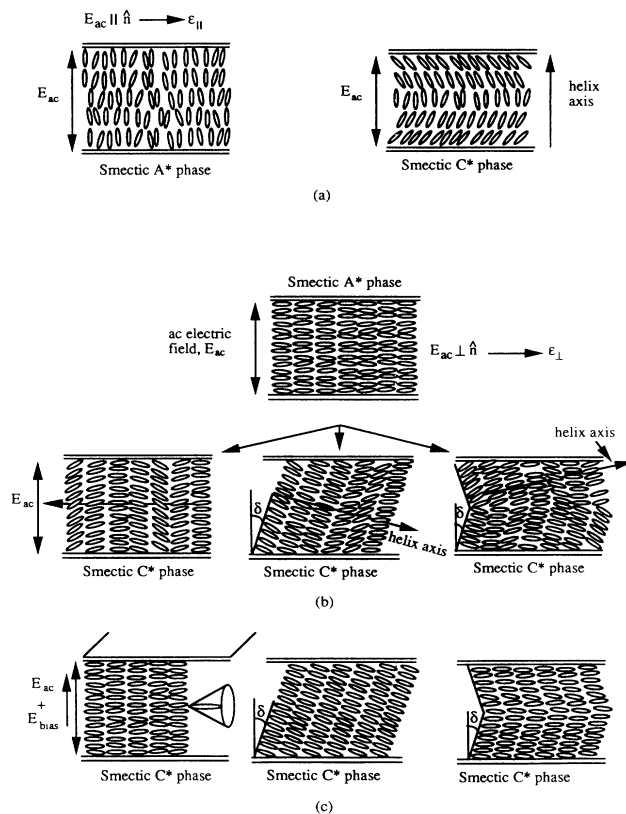 E_ac ∥ n̂ → ε_∥
E_ac
Smectic A* phase
E_ac
helix
axis
Smectic C* phase
(a)
Smectic A* phase
ac electric
field, E_ac
E_ac ⊥ n̂ → ε_⊥
helix axis
E_ac
δ
helix axis
δ
Smectic C* phase
Smectic C* phase
Smectic C* phase
(b)
E_ac
+
E_bias
δ
δ
Smectic C* phase
Smectic C* phase
Smectic C* phase
(c)